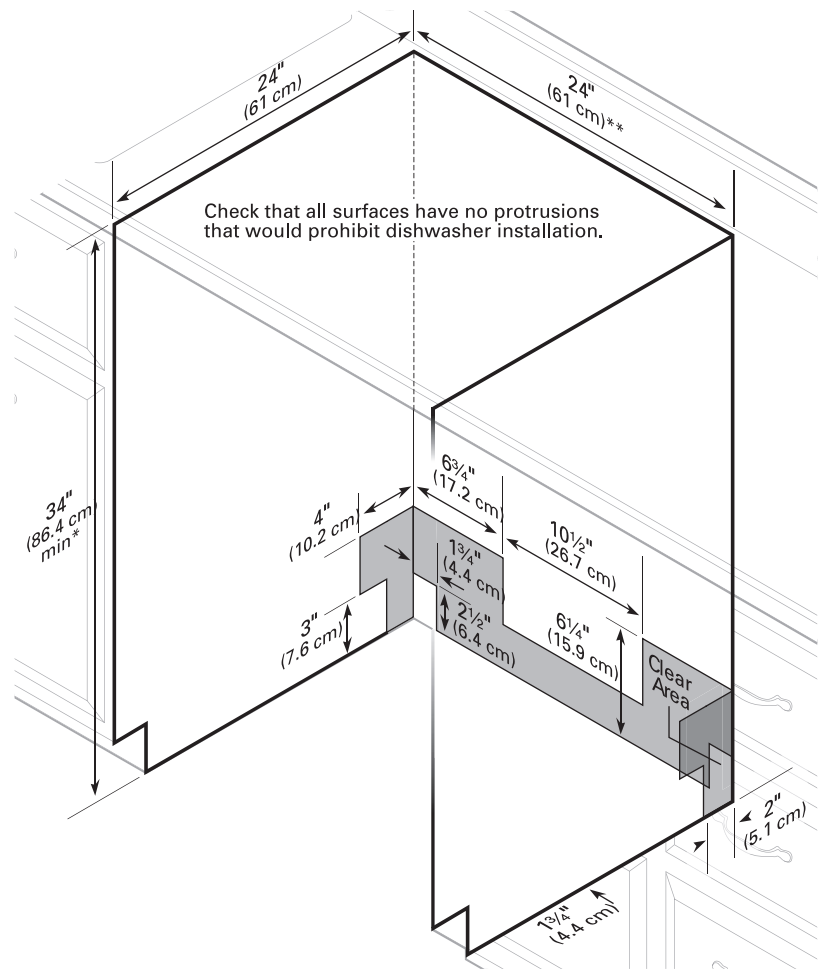 24"
(61 cm)
24"
(61 cm)**
Check that all surfaces have no protrusions
that would prohibit dishwasher installation.
34"
(86.4 cm)
min*
4"
(10.2 cm)
6¾"
(17.2 cm)
10½"
(26.7 cm)
1¾"
(4.4 cm)
3"
(7.6 cm)
2½"
(6.4 cm)
6¼"
(15.9 cm)
Clear
Area
2"
(5.1 cm)
1¾"
(4.4 cm)